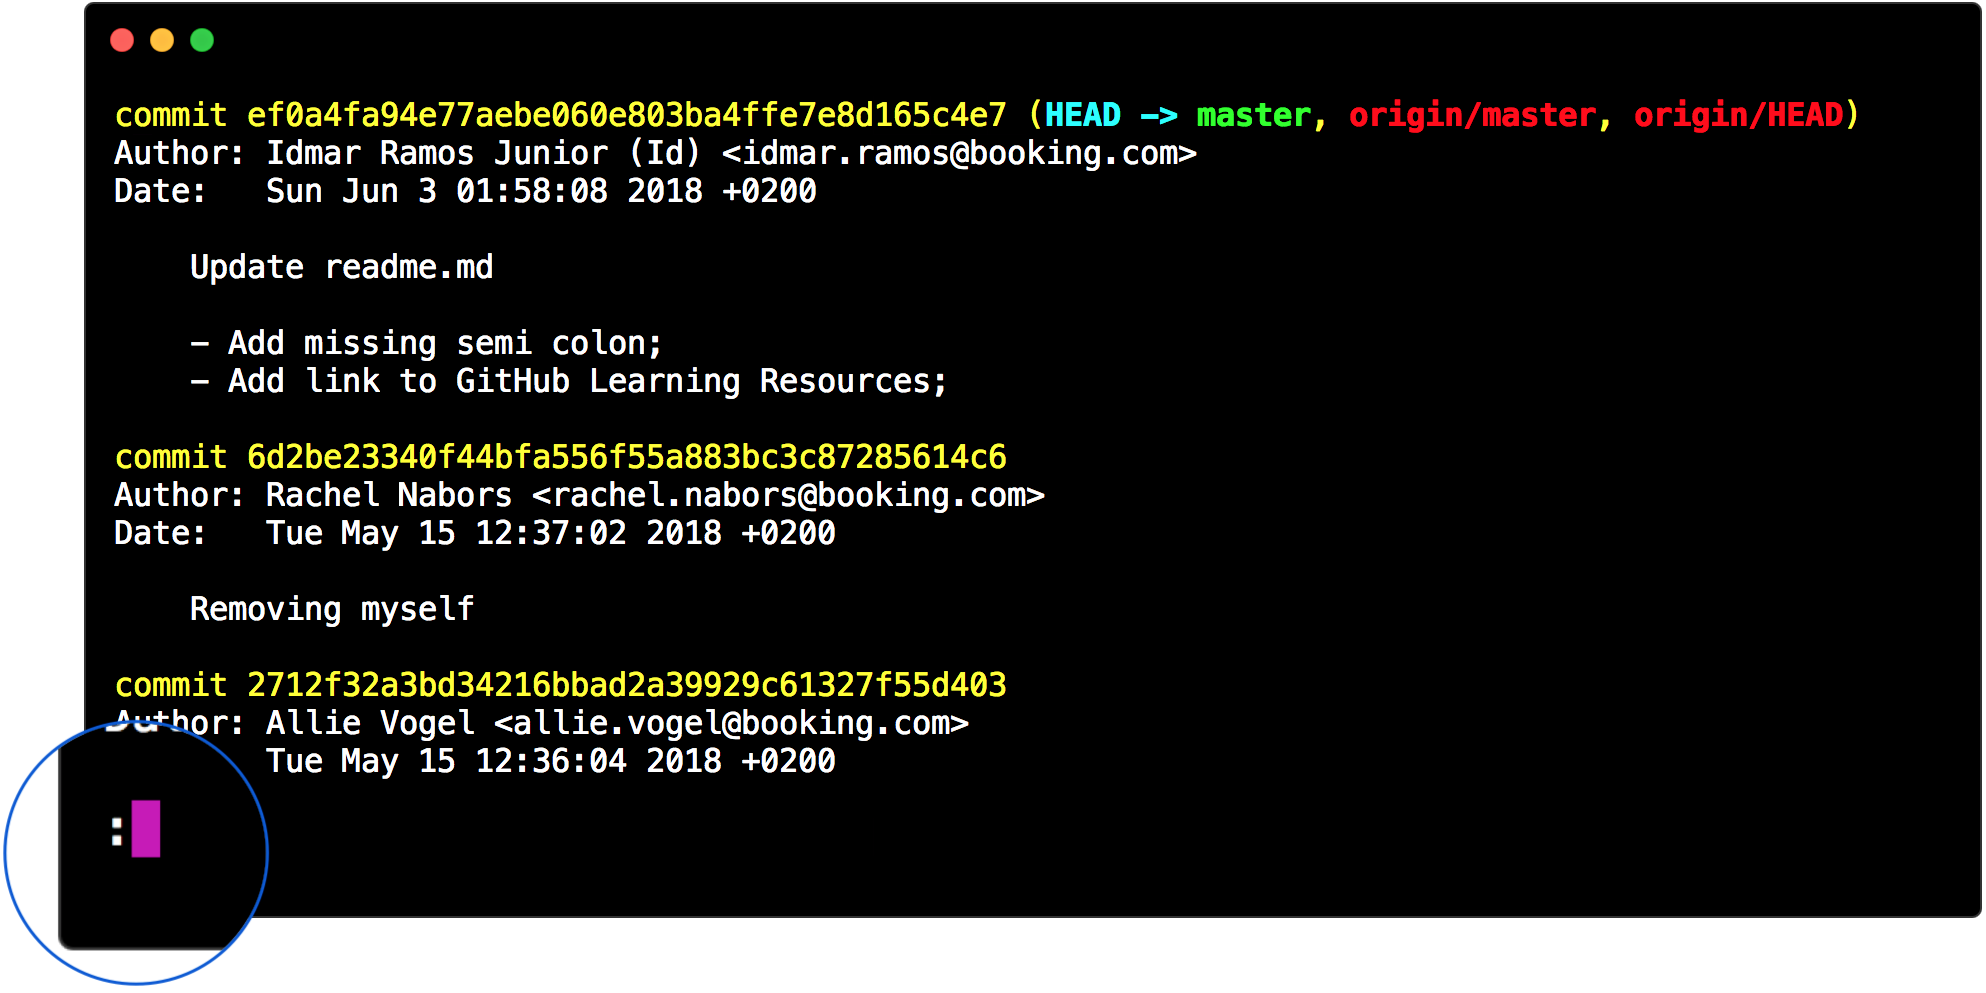 commit ef0a4fa94e77aebe060e803ba4ffe7e8d165c4e7 (HEAD -> master, origin/master, origin/HEAD)
Author: Idmar Ramos Junior (Id) <idmar.ramos@booking.com>
Date:   Sun Jun 3 01:58:08 2018 +0200
Update readme.md
- Add missing semi colon;
- Add link to GitHub Learning Resources;
commit 6d2be23340f44bfa556f55a883bc3c87285614c6
Author: Rachel Nabors <rachel.nabors@booking.com>
Date:   Tue May 15 12:37:02 2018 +0200
Removing myself
commit 2712f32a3bd34216bbad2a39929c61327f55d403
Author: Allie Vogel <allie.vogel@booking.com>
Tue May 15 12:36:04 2018 +0200
: